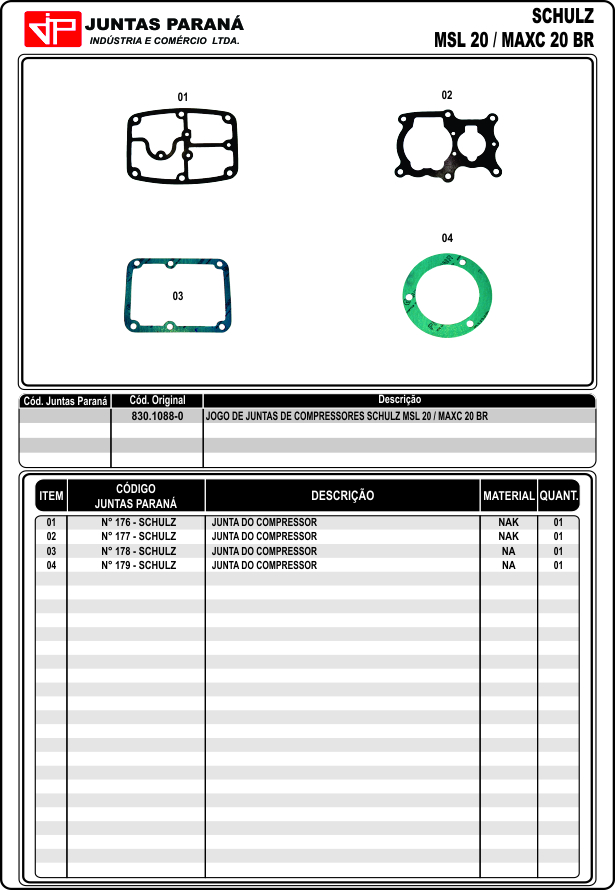 JP
JUNTAS PARANÁ
INDÚSTRIA E COMÉRCIO LTDA.
SCHULZ
MSL 20 / MAXC 20 BR
01
02
03
04
Cód. Juntas Paraná Cód. Original Descrição
830.1088-0 JOGO DE JUNTAS DE COMPRESSORES SCHULZ MSL 20 / MAXC 20 BR
ITEM CÓDIGO JUNTAS PARANÁ DESCRIÇÃO MATERIAL QUANT.
01 N° 176 - SCHULZ JUNTA DO COMPRESSOR NAK 01
02 N° 177 - SCHULZ JUNTA DO COMPRESSOR NAK 01
03 N° 178 - SCHULZ JUNTA DO COMPRESSOR NA 01
04 N° 179 - SCHULZ JUNTA DO COMPRESSOR NA 01